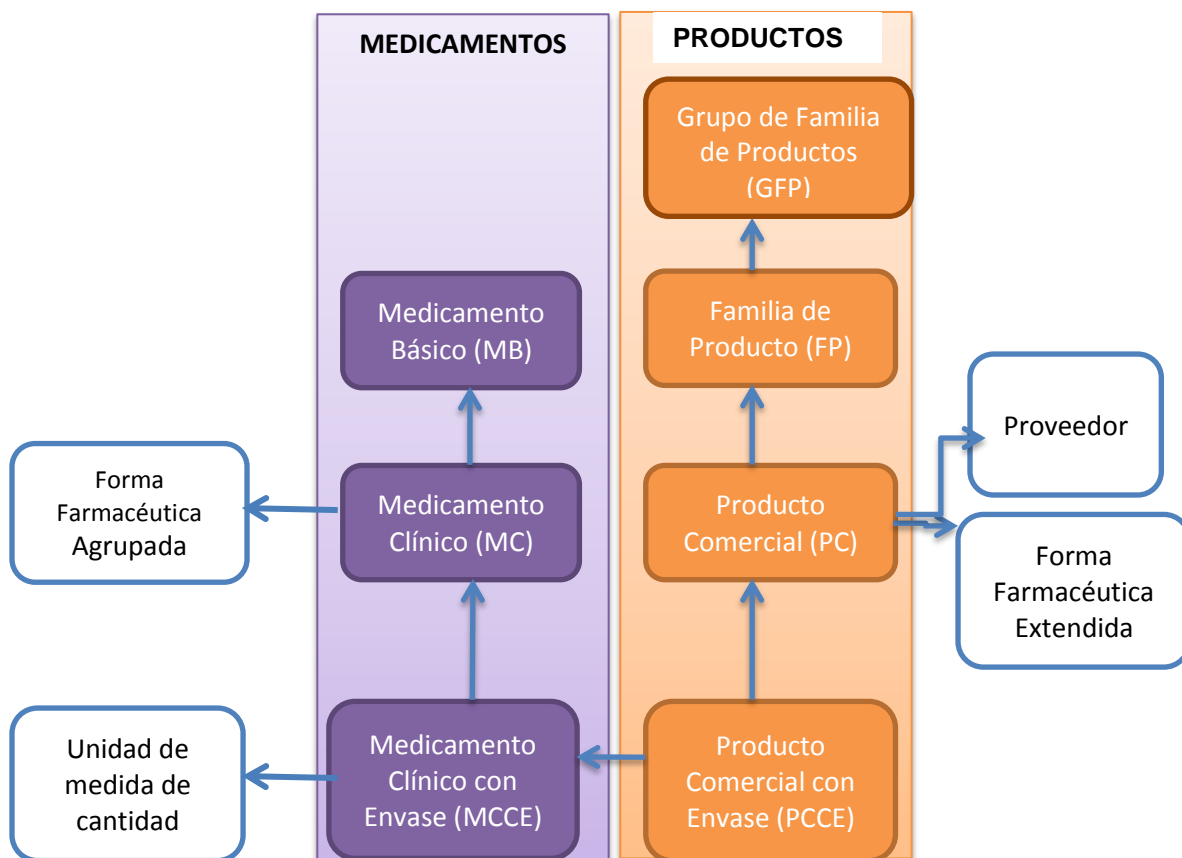 MEDICAMENTOS
PRODUCTOS
Grupo de Familia
de Productos
(GFP)
Medicamento
Básico (MB)
Familia de
Producto (FP)
Proveedor
Forma
Farmacéutica
Agrupada
Medicamento
Clínico (MC)
Producto
Comercial (PC)
Forma
Farmacéutica
Extendida
Unidad de
medida de
cantidad
Medicamento
Clínico con
Envase (MCCE)
Producto
Comercial con
Envase (PCCE)